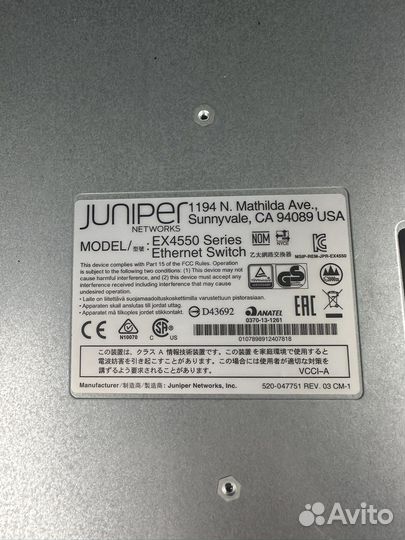 JUNIPER
NETWORKS
1194 N. Mathilda Ave.,
Sunnyvale, CA 94089 USA
MODEL/型號: EX4550 Series
Ethernet Switch
NOM
NYCE
乙太網路交換器
MSIP-REM-JPR-EX4550
This device complies with Part 15 of the FCC Rules. Operation
is subject to the following two conditions: (1) This device may not
cause harmful interference, and (2) this device must accept any
interference received, including interference that may cause
undesired operation.
• Laite on liitettävä suojamaadoituskoskettimilla varustetuun pistorasiaan.
• Apparaten må tilkoples jordet stikkontakt.
• Apparaten skall anslutas till jordat uttag.
CE
N10070
US
D43692
ANATEL
0370-13-1261
EAC
0107898912407818
この装置は、クラス A 情報技術装置です。この装置を家庭環境で使用すると
電波妨害を引き起こすことがあります。この場合には使用者が適切な対策を
講ずるよう要求されることがあります。
VCCI-A
Manufacturer/制造商/製造商: Juniper Networks, Inc.
520-047751 REV. 03 CM-1
Avito